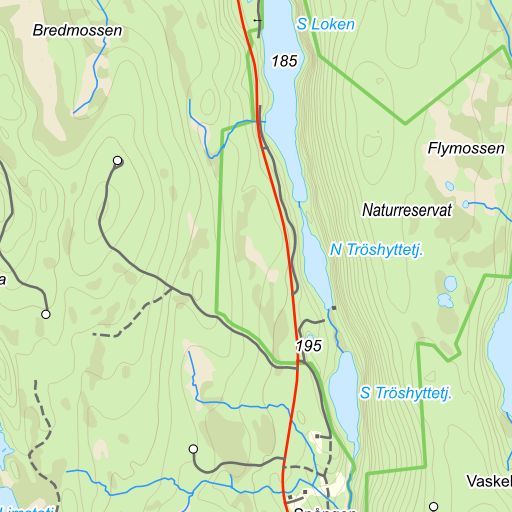 S Loken
Bredmossen
185
Flymossen
Naturreservat
N Tröshyttetj.
a
195
S Tröshyttetj.
Vaskel